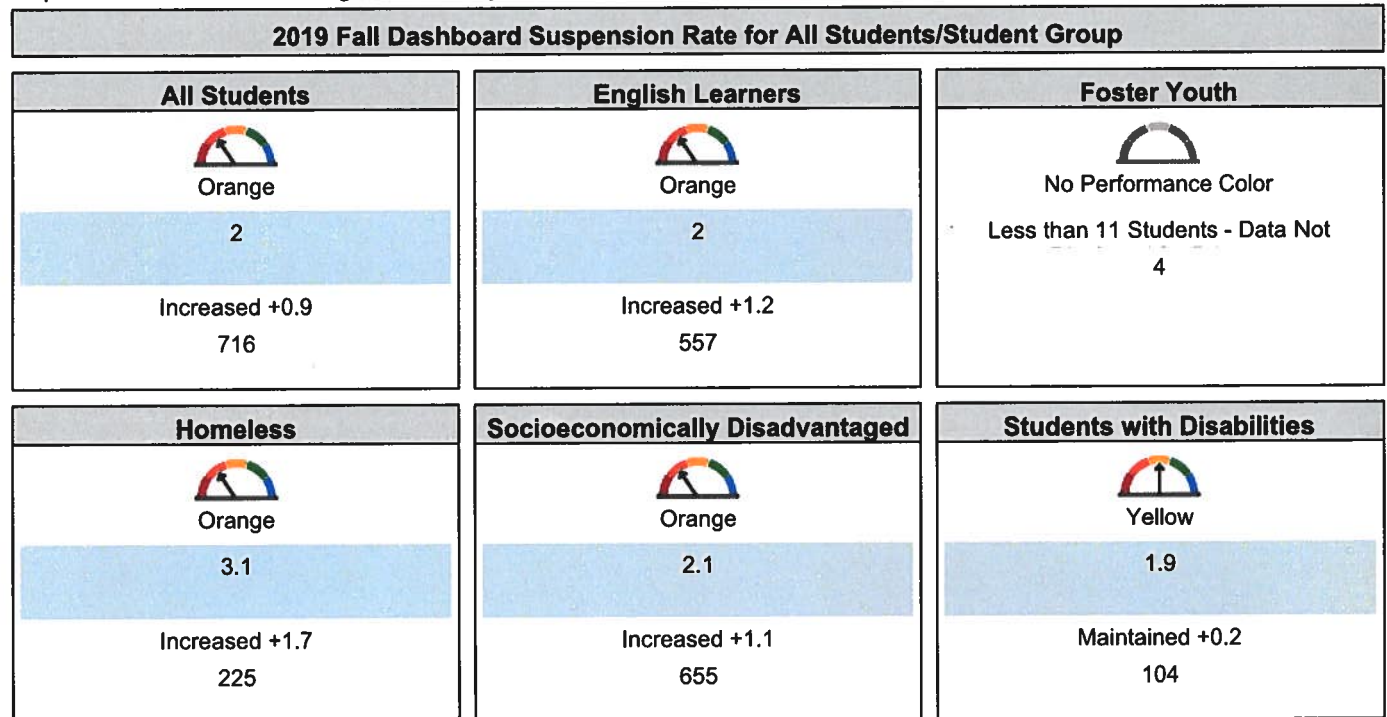 2019 Fall Dashboard Suspension Rate for All Students/Student Group
All Students
Orange
2
Increased +0.9
716
English Learners
Orange
2
Increased +1.2
557
Foster Youth
No Performance Color
Less than 11 Students - Data Not
4
Homeless
Orange
3.1
Increased +1.7
225
Socioeconomically Disadvantaged
Orange
2.1
Increased +1.1
655
Students with Disabilities
Yellow
1.9
Maintained +0.2
104